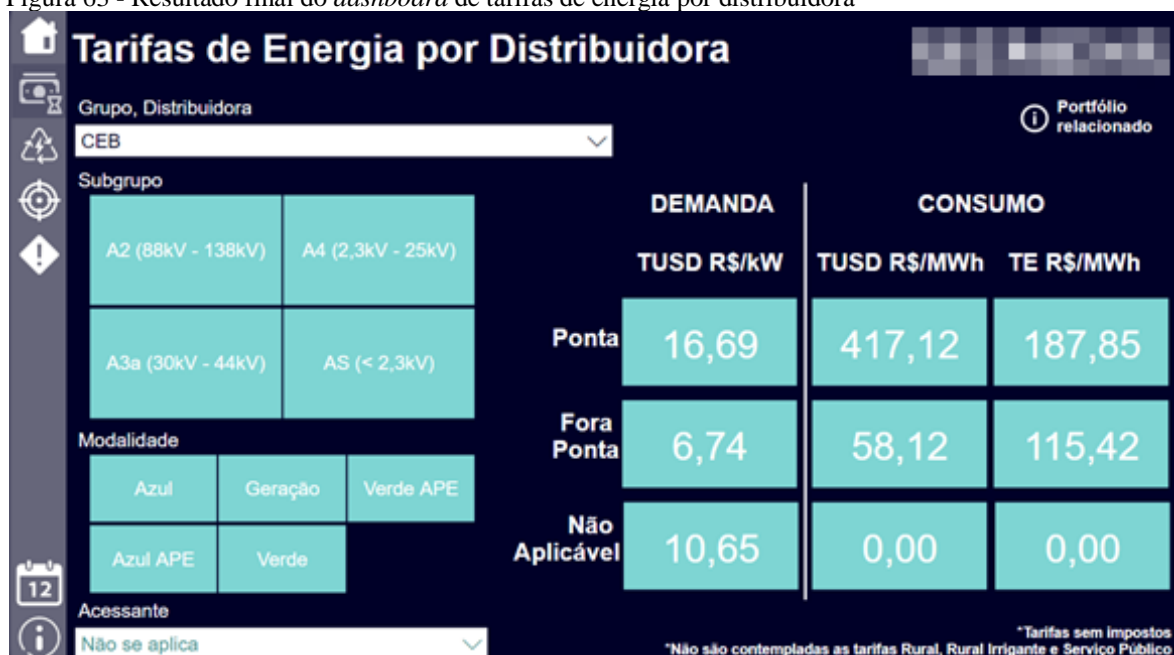 Figura 63 - Resultado final do dashboard de tarifas de energia por distribuidora
Tarifas de Energia por Distribuidora
Grupo, Distribuidora
Portfólio
relacionado
CEB
Subgrupo
DEMANDA
CONSUMO
A2 (88kV - 138kV)
A4 (2,3kV - 25kV)
TUSD R$/kW
TUSD R$/MWh
TE R$/MWh
Ponta
16,69
417,12
187,85
A3a (30kV - 44kV)
AS (< 2,3kV)
Fora
Ponta
6,74
58,12
115,42
Modalidade
Azul
Geração
Verde APE
Não
Aplicável
10,65
0,00
0,00
Azul APE
Verde
12
Acessante
Não se aplica
*Tarifas sem impostos
*Não são contempladas as tarifas Rural, Rural Irrigante e Serviço Público